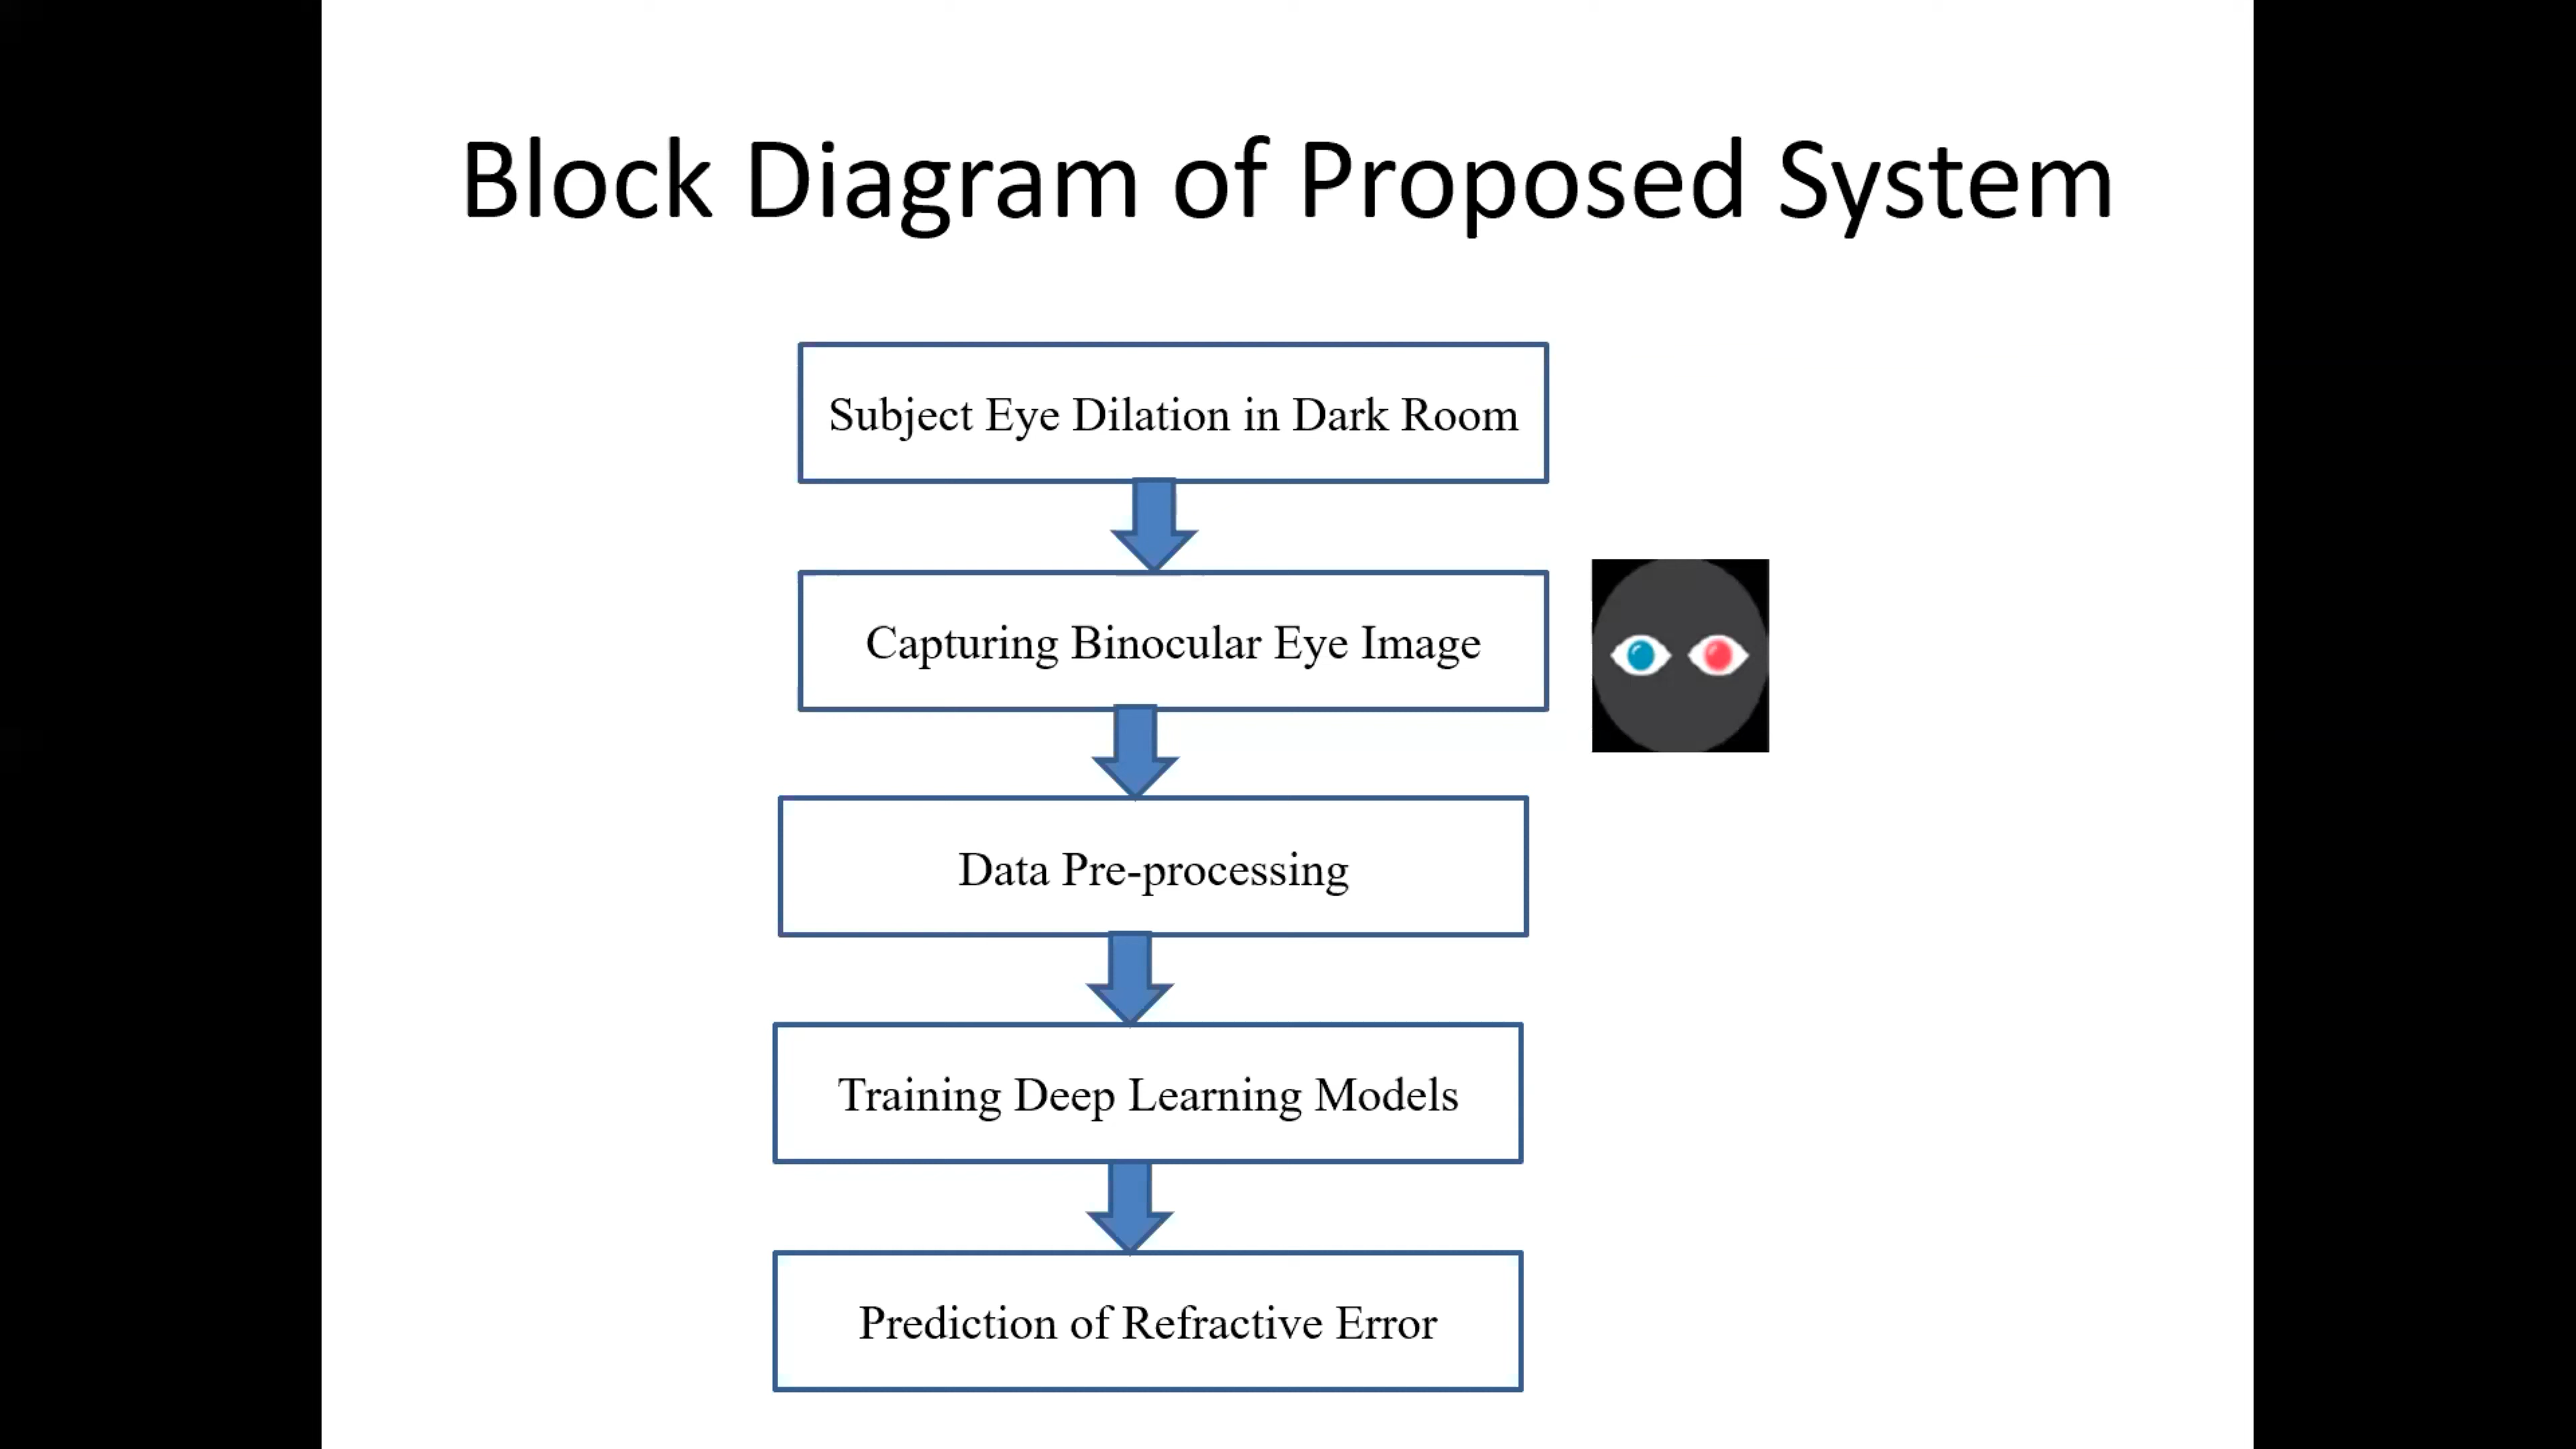 Block Diagram of Proposed System
Subject Eye Dilation in Dark Room
Capturing Binocular Eye Image
Data Pre-processing
Training Deep Learning Models
Prediction of Refractive Error